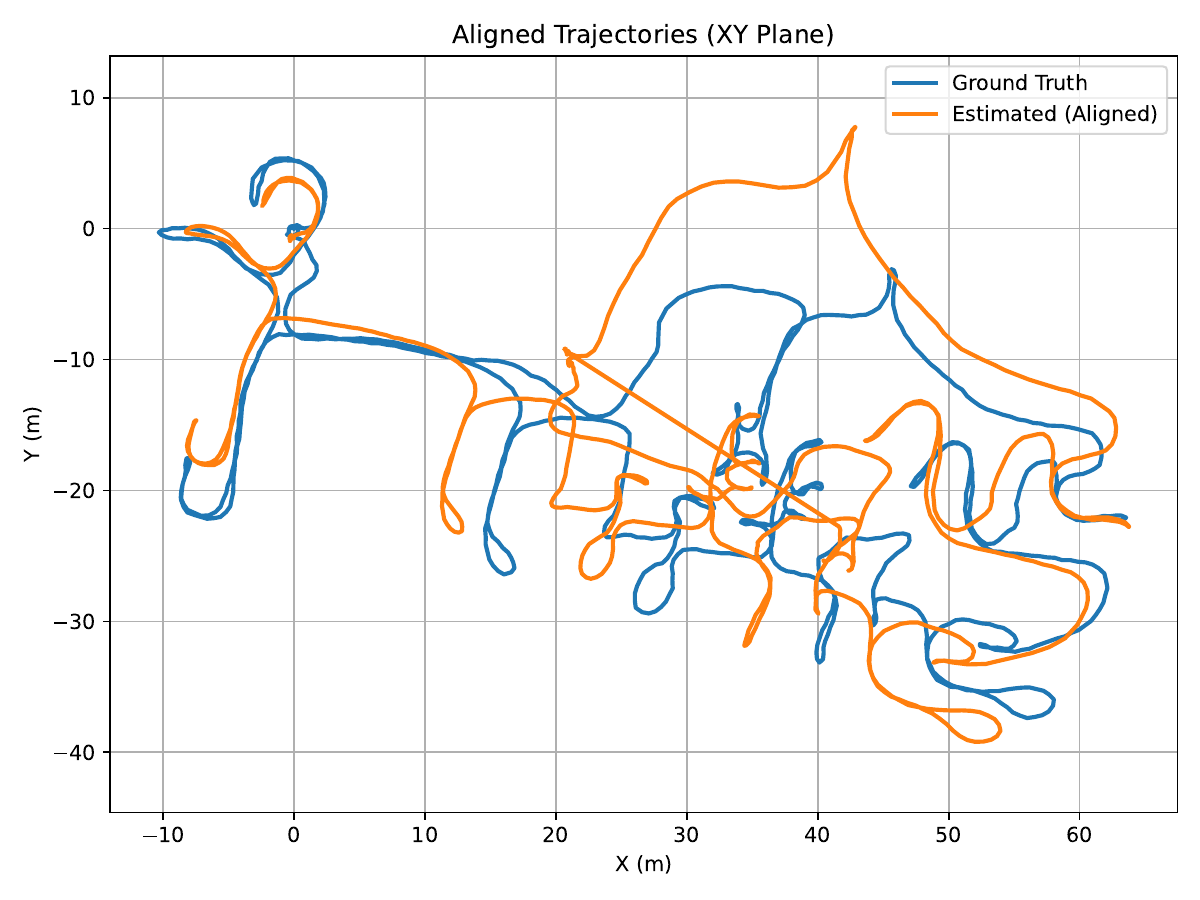 Aligned Trajectories (XY Plane)
Ground Truth
Estimated (Aligned)
10
0
−10
−20
−30
−40
Y (m)
−10 0 10 20 30 40 50 60
X (m)